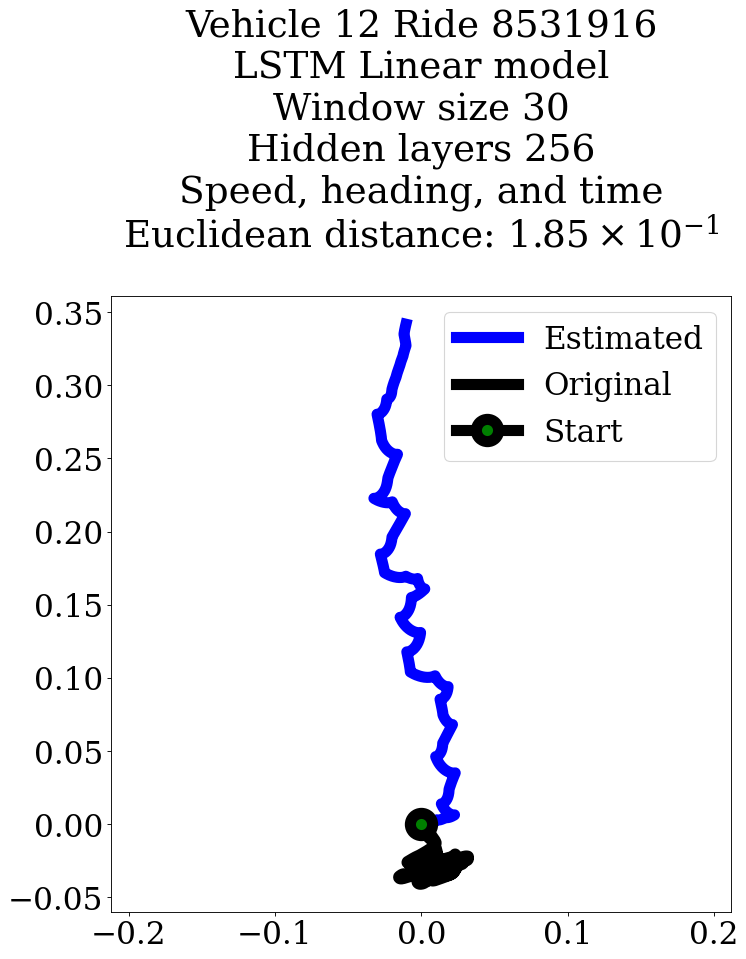 Vehicle 12 Ride 8531916
LSTM Linear model
Window size 30
Hidden layers 256
Speed, heading, and time
Euclidean distance: 1.85 × 10⁻¹
0.35
0.30
0.25
0.20
0.15
0.10
0.05
0.00
−0.05
Estimated
Original
Start
−0.2
−0.1
0.0
0.1
0.2